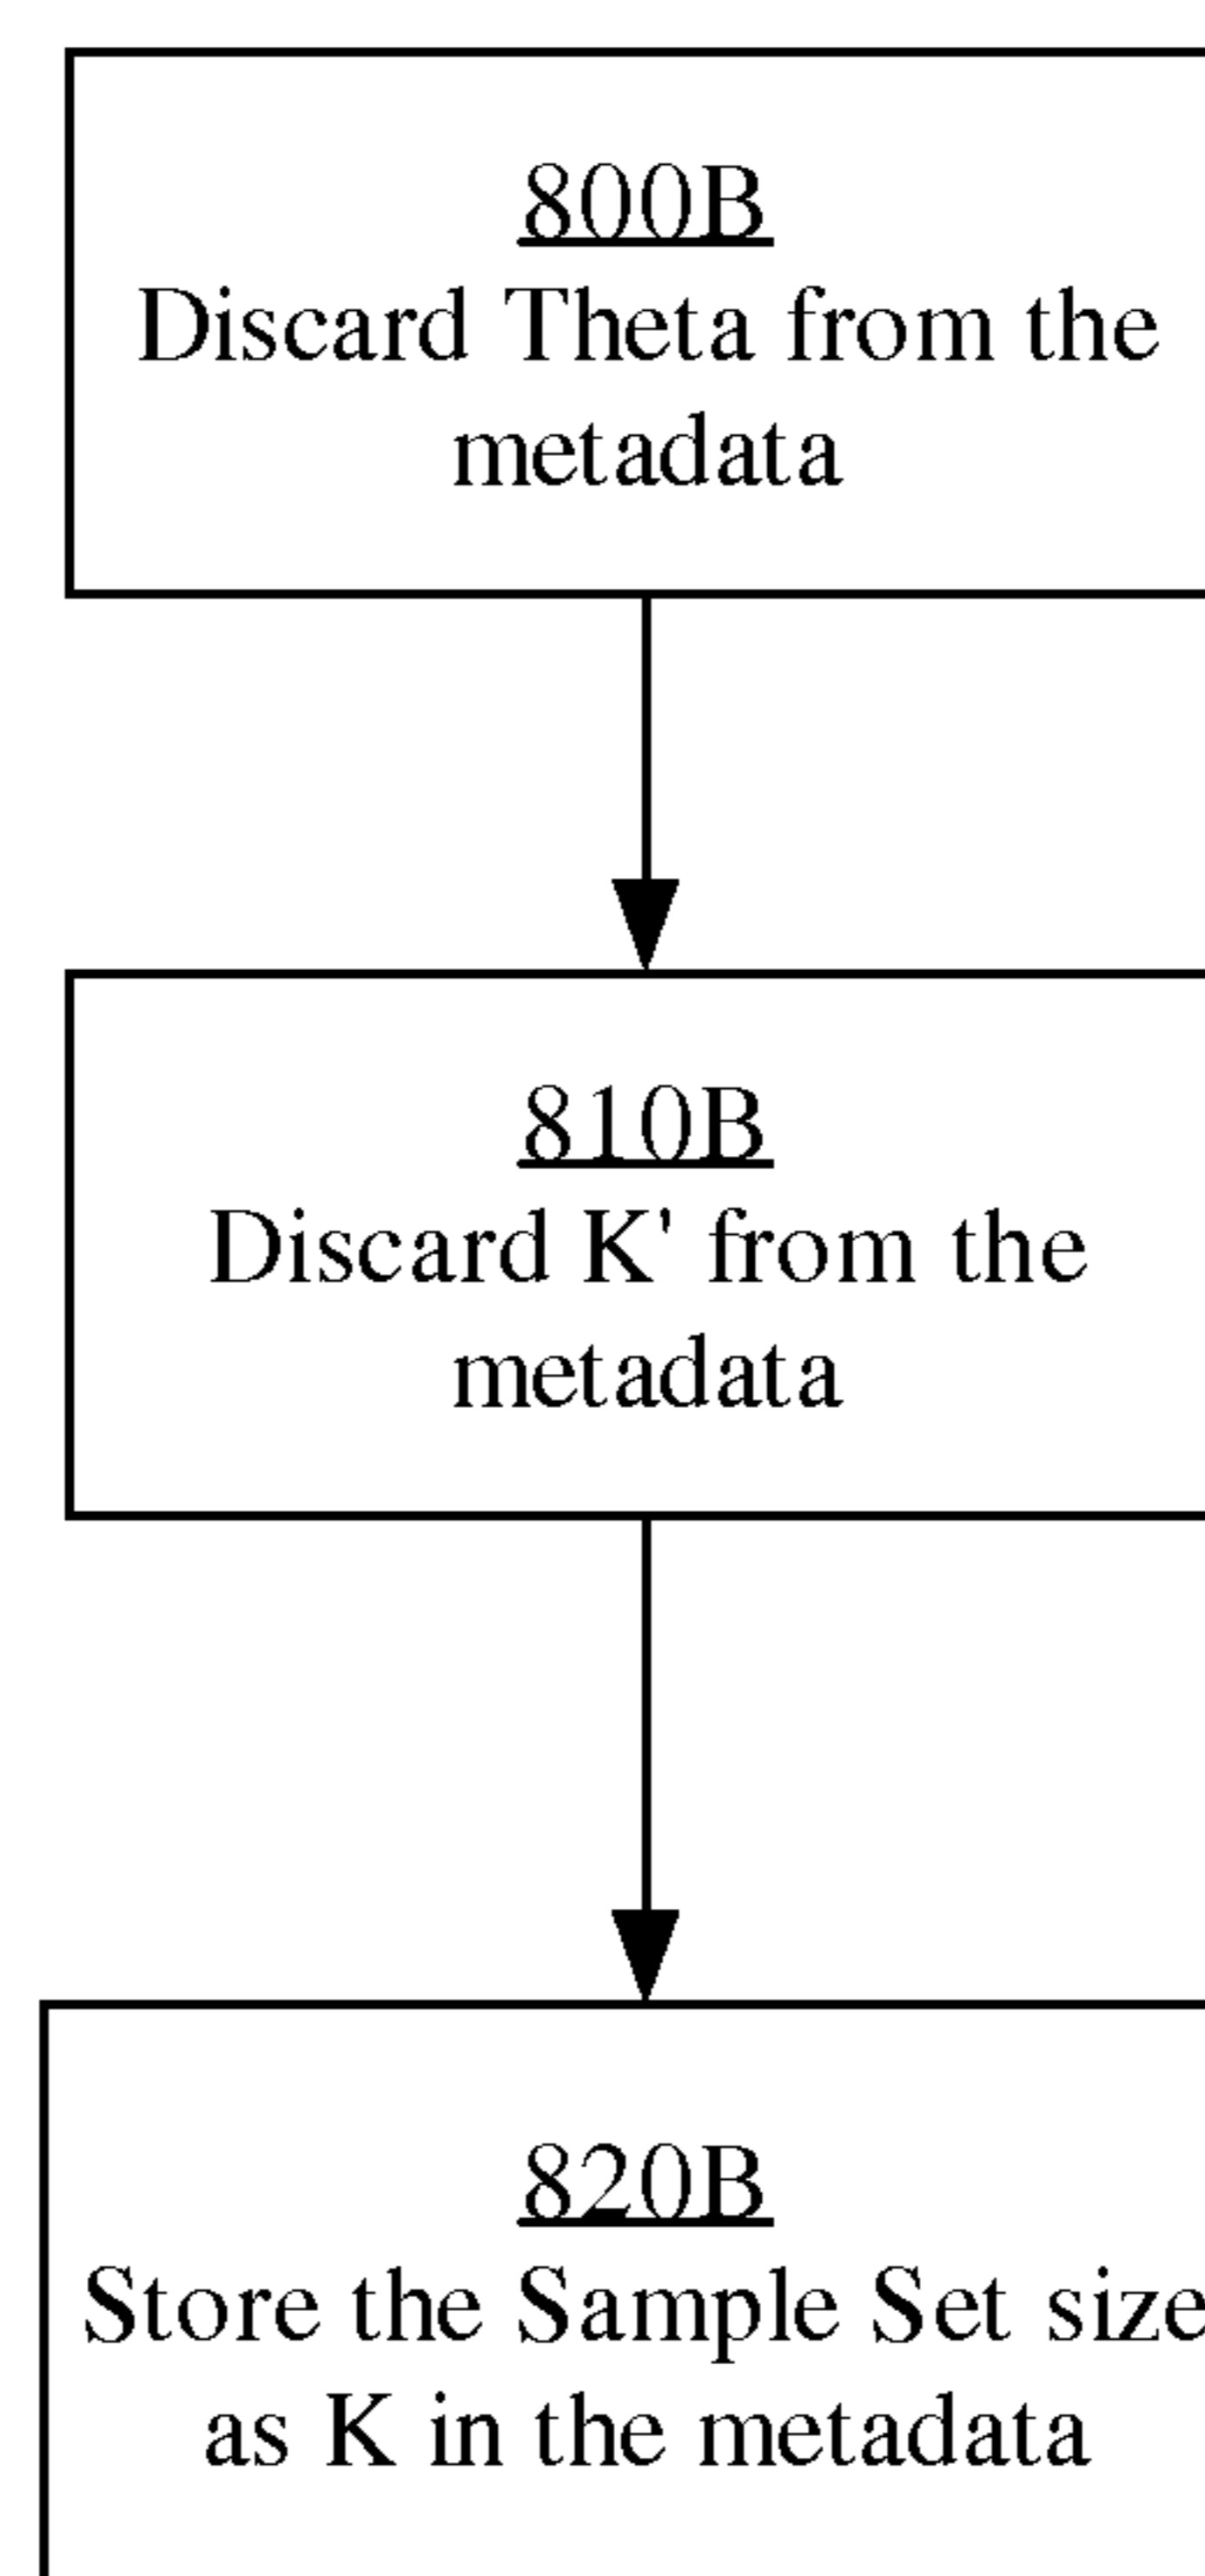 800B
Discard Theta from the
metadata
810B
Discard K' from the
metadata
820B
Store the Sample Set size
as K in the metadata